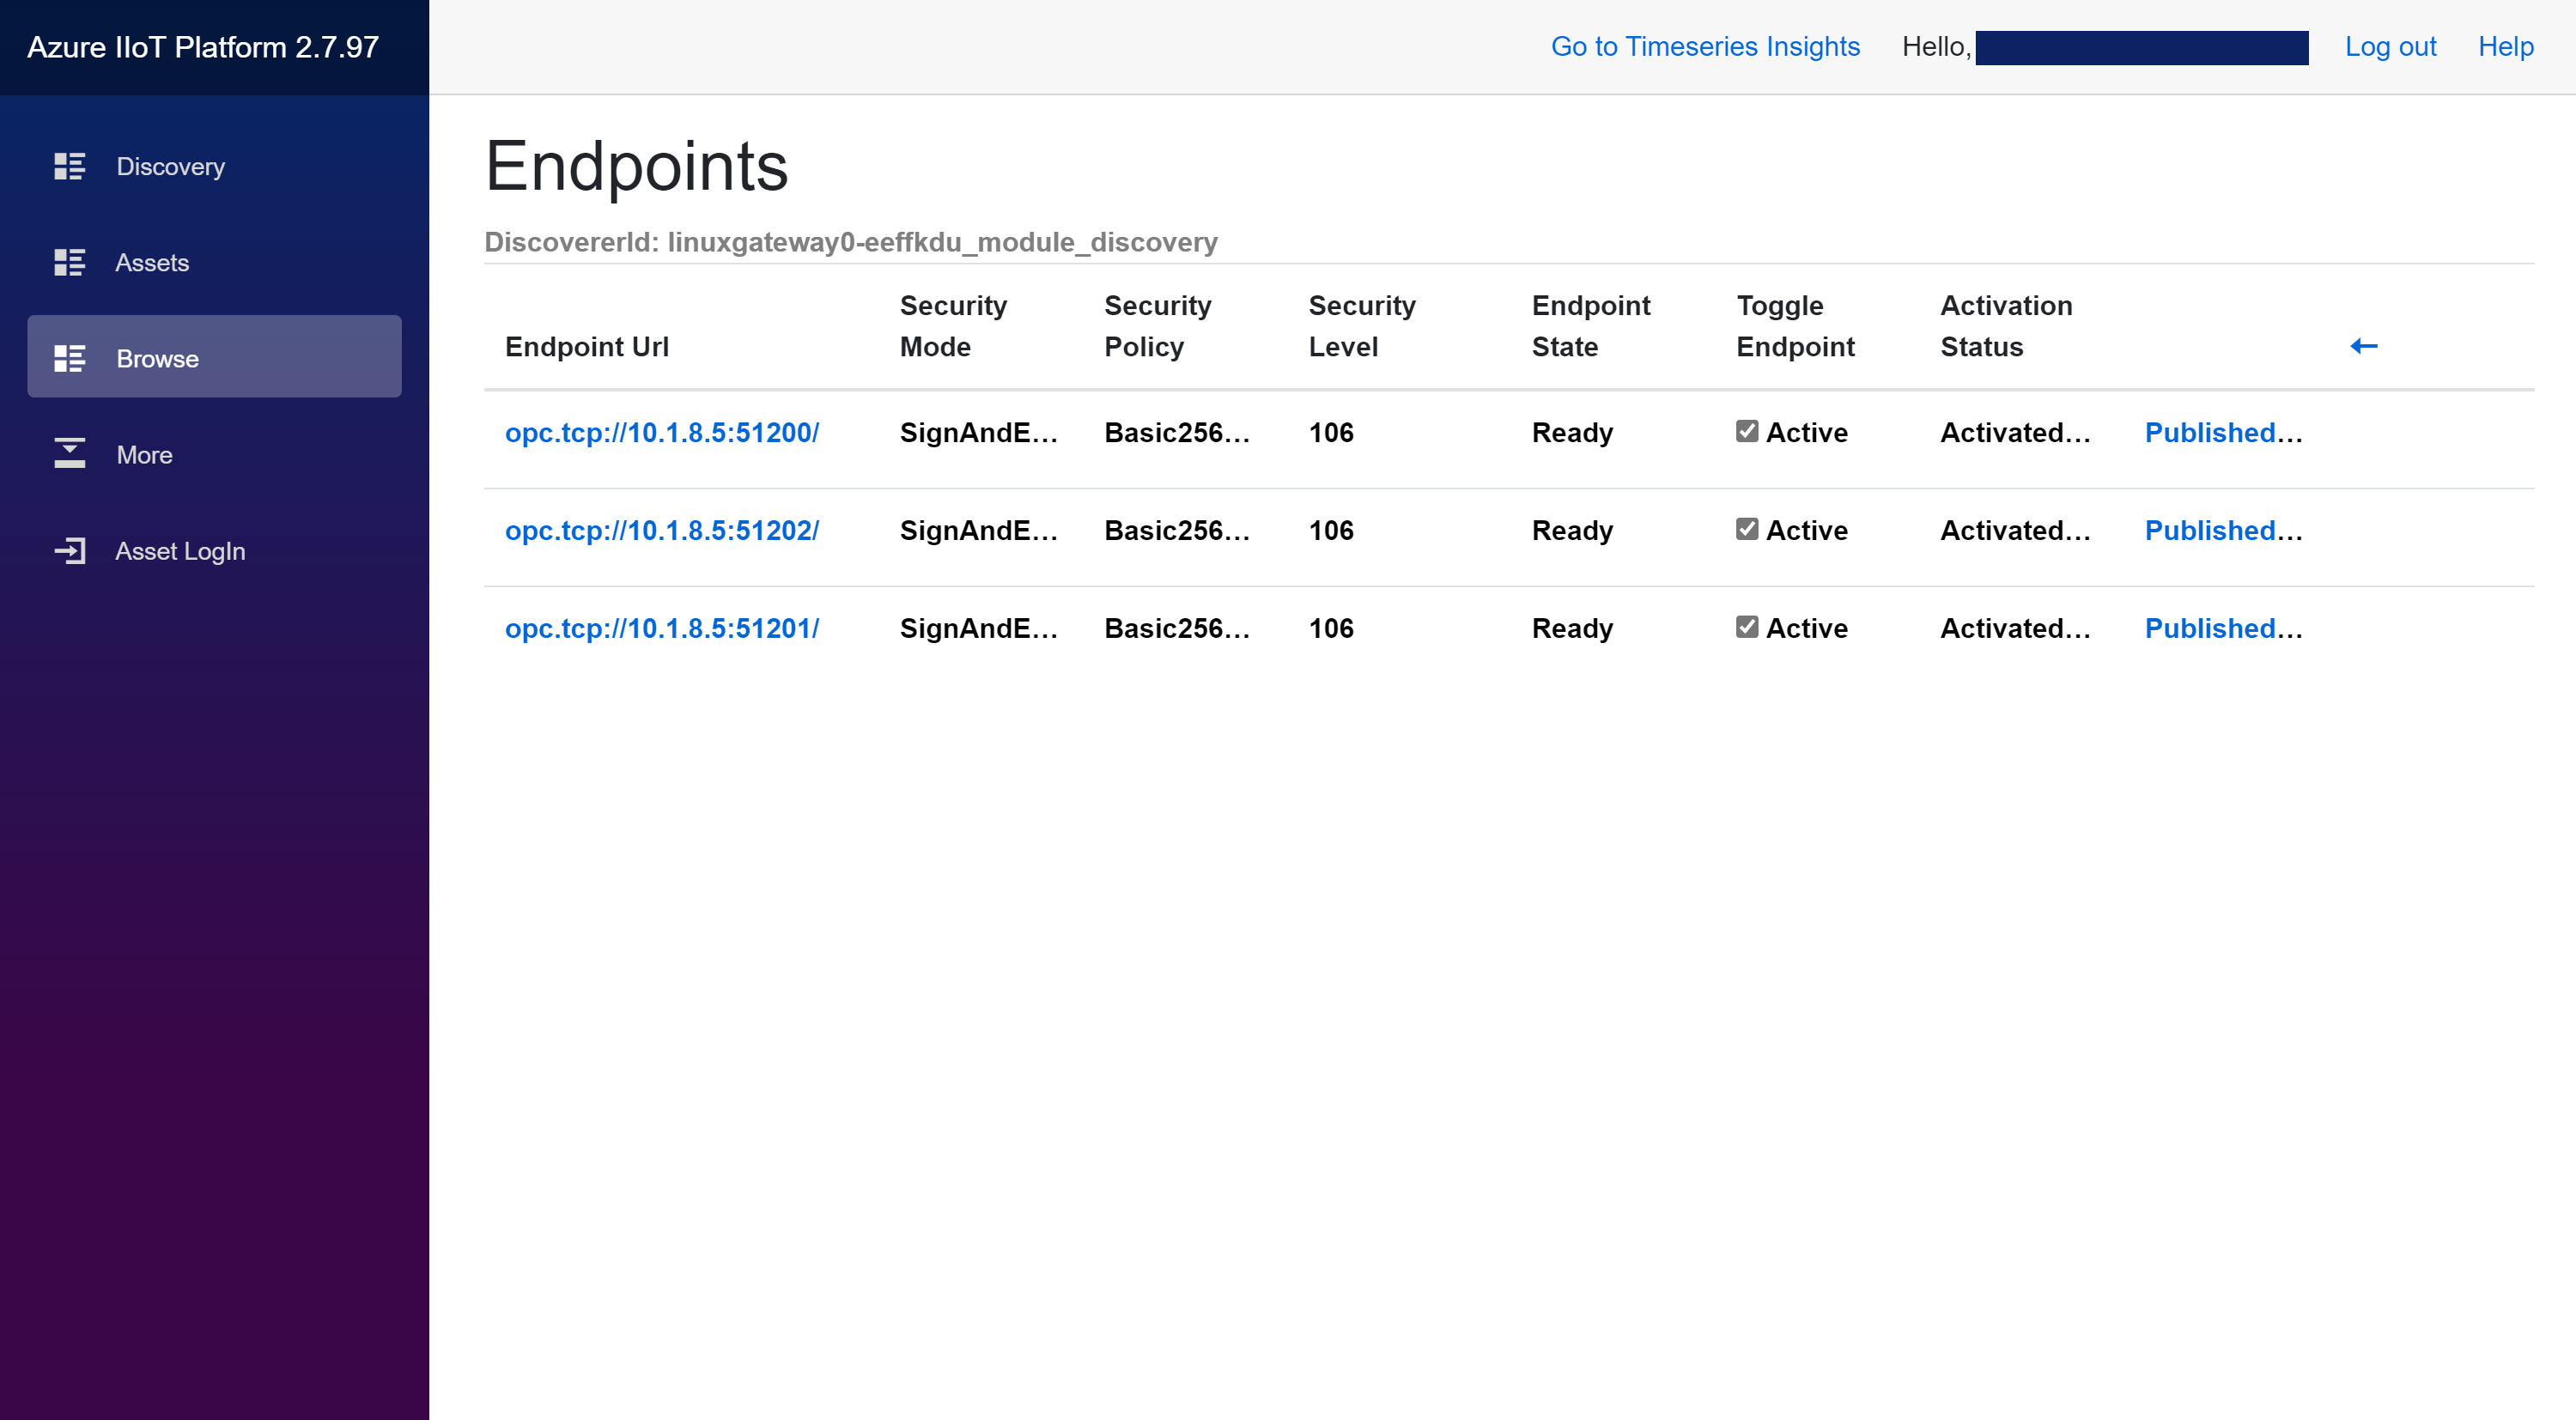 Azure IIoT Platform 2.7.97
Go to Timeseries Insights Hello, Log out Help
Discovery
Assets
Browse
More
Asset LogIn
Endpoints
DiscovererId: linuxgateway0-eeffkdu_module_discovery
Endpoint Url Security Mode Security Policy Security Level Endpoint State Toggle Endpoint Activation Status ←
opc.tcp://10.1.8.5:51200/ SignAndE... Basic256... 106 Ready Active Activated... Published...
opc.tcp://10.1.8.5:51202/ SignAndE... Basic256... 106 Ready Active Activated... Published...
opc.tcp://10.1.8.5:51201/ SignAndE... Basic256... 106 Ready Active Activated... Published...